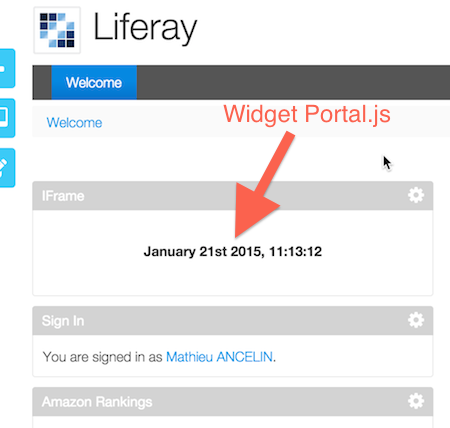 Liferay
Welcome
Welcome
Widget Portal.js
IFrame
January 21st 2015, 11:13:12
Sign In
You are signed in as Mathieu ANCELIN.
Amazon Rankings